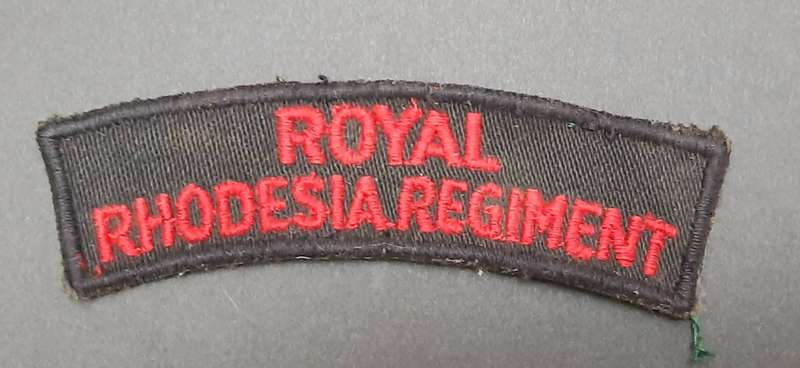 ROYAL
RHODESIA REGIMENT